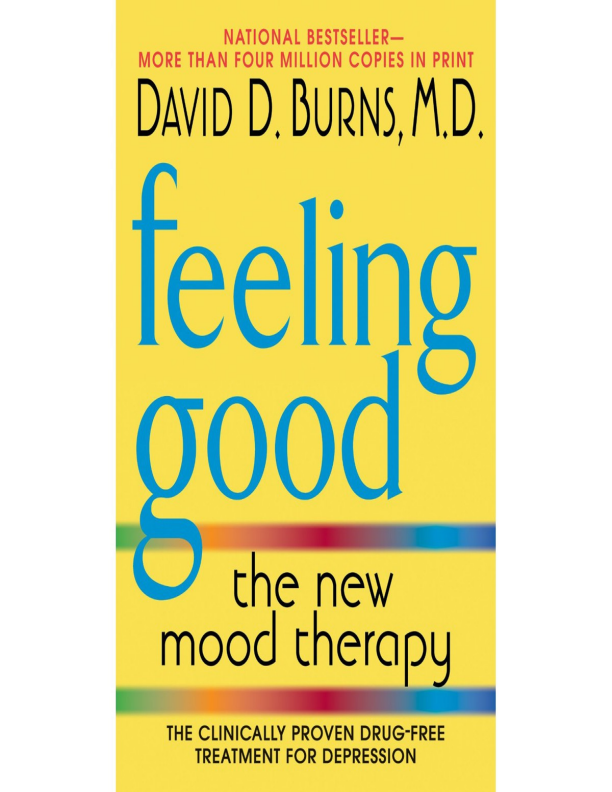 NATIONAL BESTSELLER—
MORE THAN FOUR MILLION COPIES IN PRINT
DAVID D. BURNS, M.D.
feeling
good
the new
mood therapy
THE CLINICALLY PROVEN DRUG-FREE
TREATMENT FOR DEPRESSION